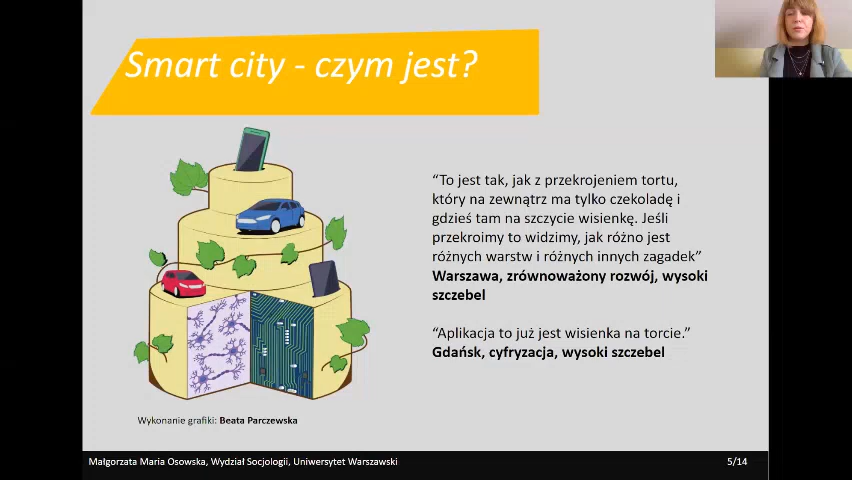 Smart city - czym jest?
“To jest tak, jak z przekrojeniem tortu,
który na zewnątrz ma tylko czekoladę i
gdzieś tam na szczycie wisienkę. Jeśli
przekroimy to widzimy, jak różno jest
różnych warstw i różnych innych zagadek”
Warszawa, zrównoważony rozwój, wysoki
szczebel
“Aplikacja to już jest wisienka na torcie.”
Gdańsk, cyfryzacja, wysoki szczebel
Wykonanie grafiki: Beata Parczewska
Małgorzata Maria Osowska, Wydział Socjologii, Uniwersytet Warszawski
5/14